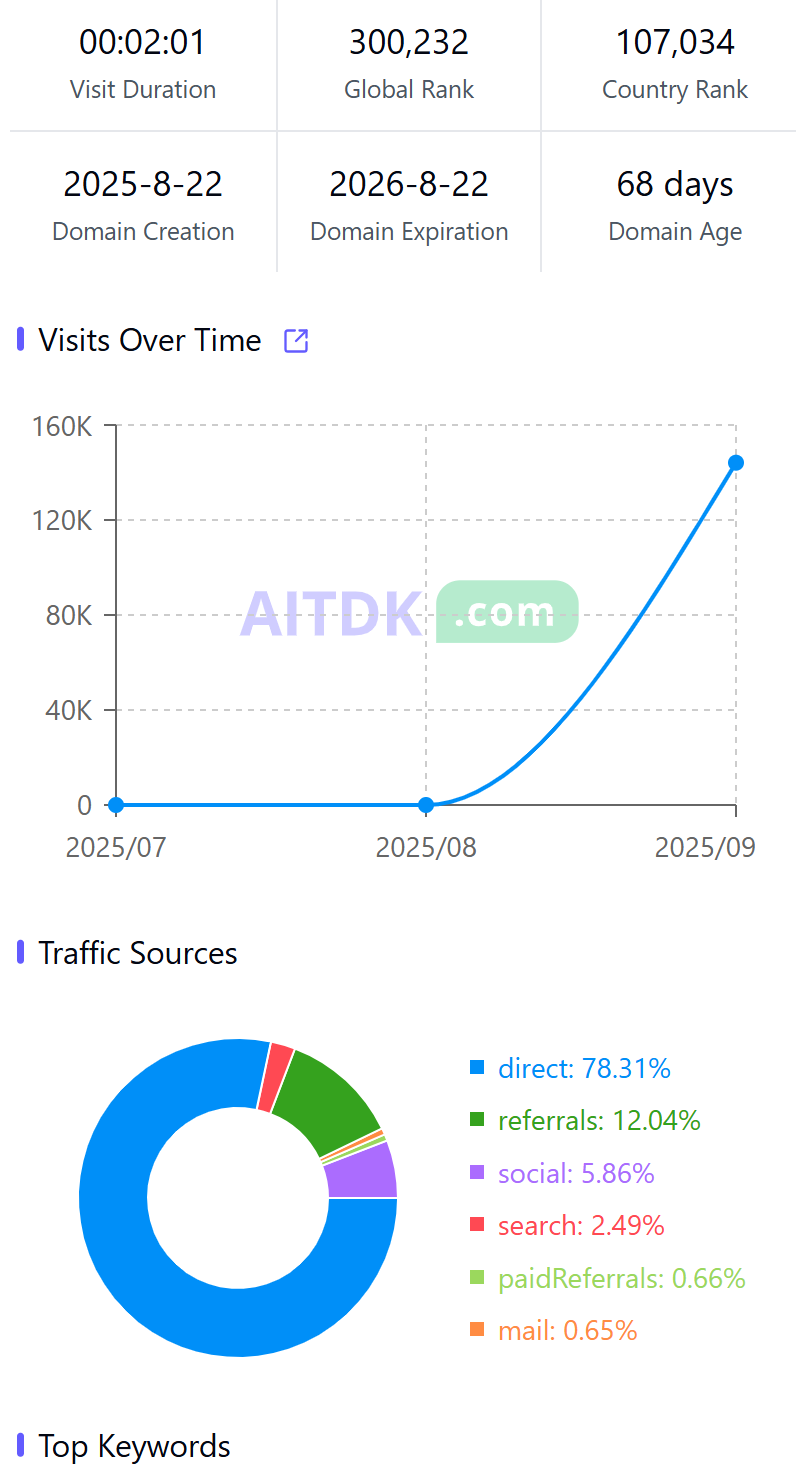 00:02:01 300,232 107,034
Visit Duration Global Rank Country Rank
2025-8-22 2026-8-22 68 days
Domain Creation Domain Expiration Domain Age
Visits Over Time
160K
120K
80K
40K
0
AITDK .com
2025/07 2025/08 2025/09
Traffic Sources
direct: 78.31%
referrals: 12.04%
social: 5.86%
search: 2.49%
paidReferrals: 0.66%
mail: 0.65%
Top Keywords